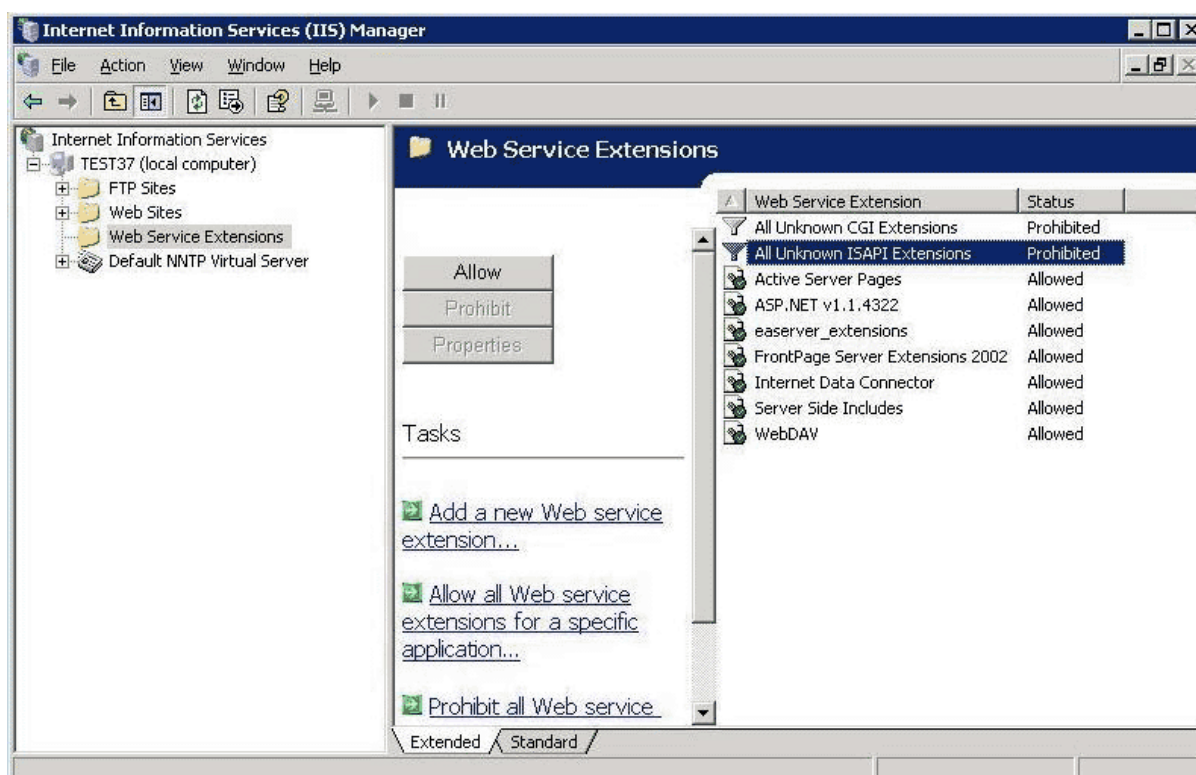 Internet Information Services (IIS) Manager
File Action View Window Help
Internet Information Services
TEST37 (local computer)
FTP Sites
Web Sites
Web Service Extensions
Default NNTP Virtual Server
Web Service Extensions
Allow
Prohibit
Properties
Tasks
Add a new Web service
extension...
Allow all Web service
extensions for a specific
application...
Prohibit all Web service
Web Service Extension Status
All Unknown CGI Extensions Prohibited
All Unknown ISAPI Extensions Prohibited
Active Server Pages Allowed
ASP.NET v1.1.4322 Allowed
easerver_extensions Allowed
FrontPage Server Extensions 2002 Allowed
Internet Data Connector Allowed
Server Side Includes Allowed
WebDAV Allowed
Extended Standard